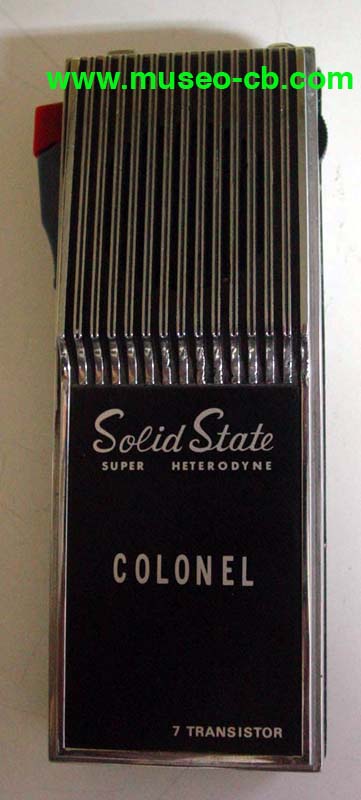 www.museo-cb.com
Solid State
SUPER HETERODYNE
COLONEL
7 TRANSISTOR